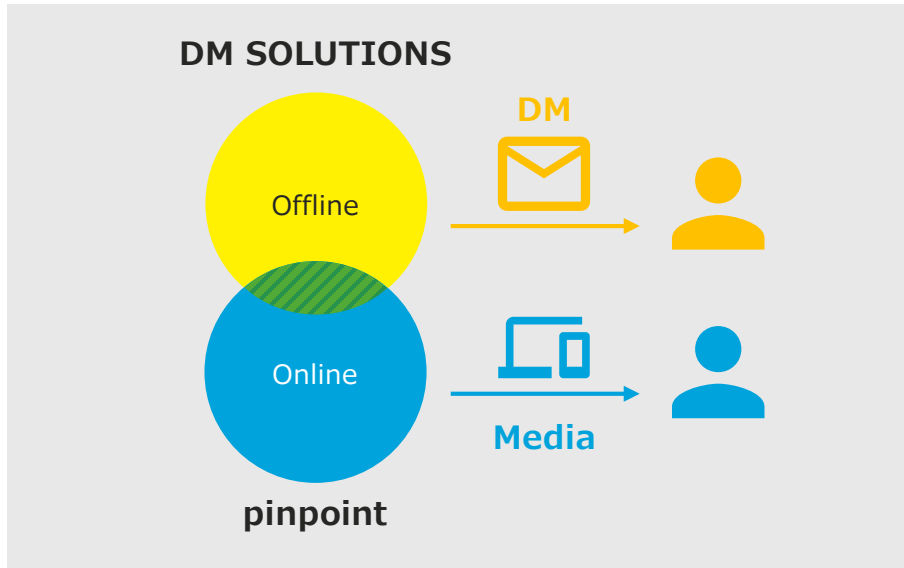 DM SOLUTIONS
DM
Offline
Online
Media
pinpoint